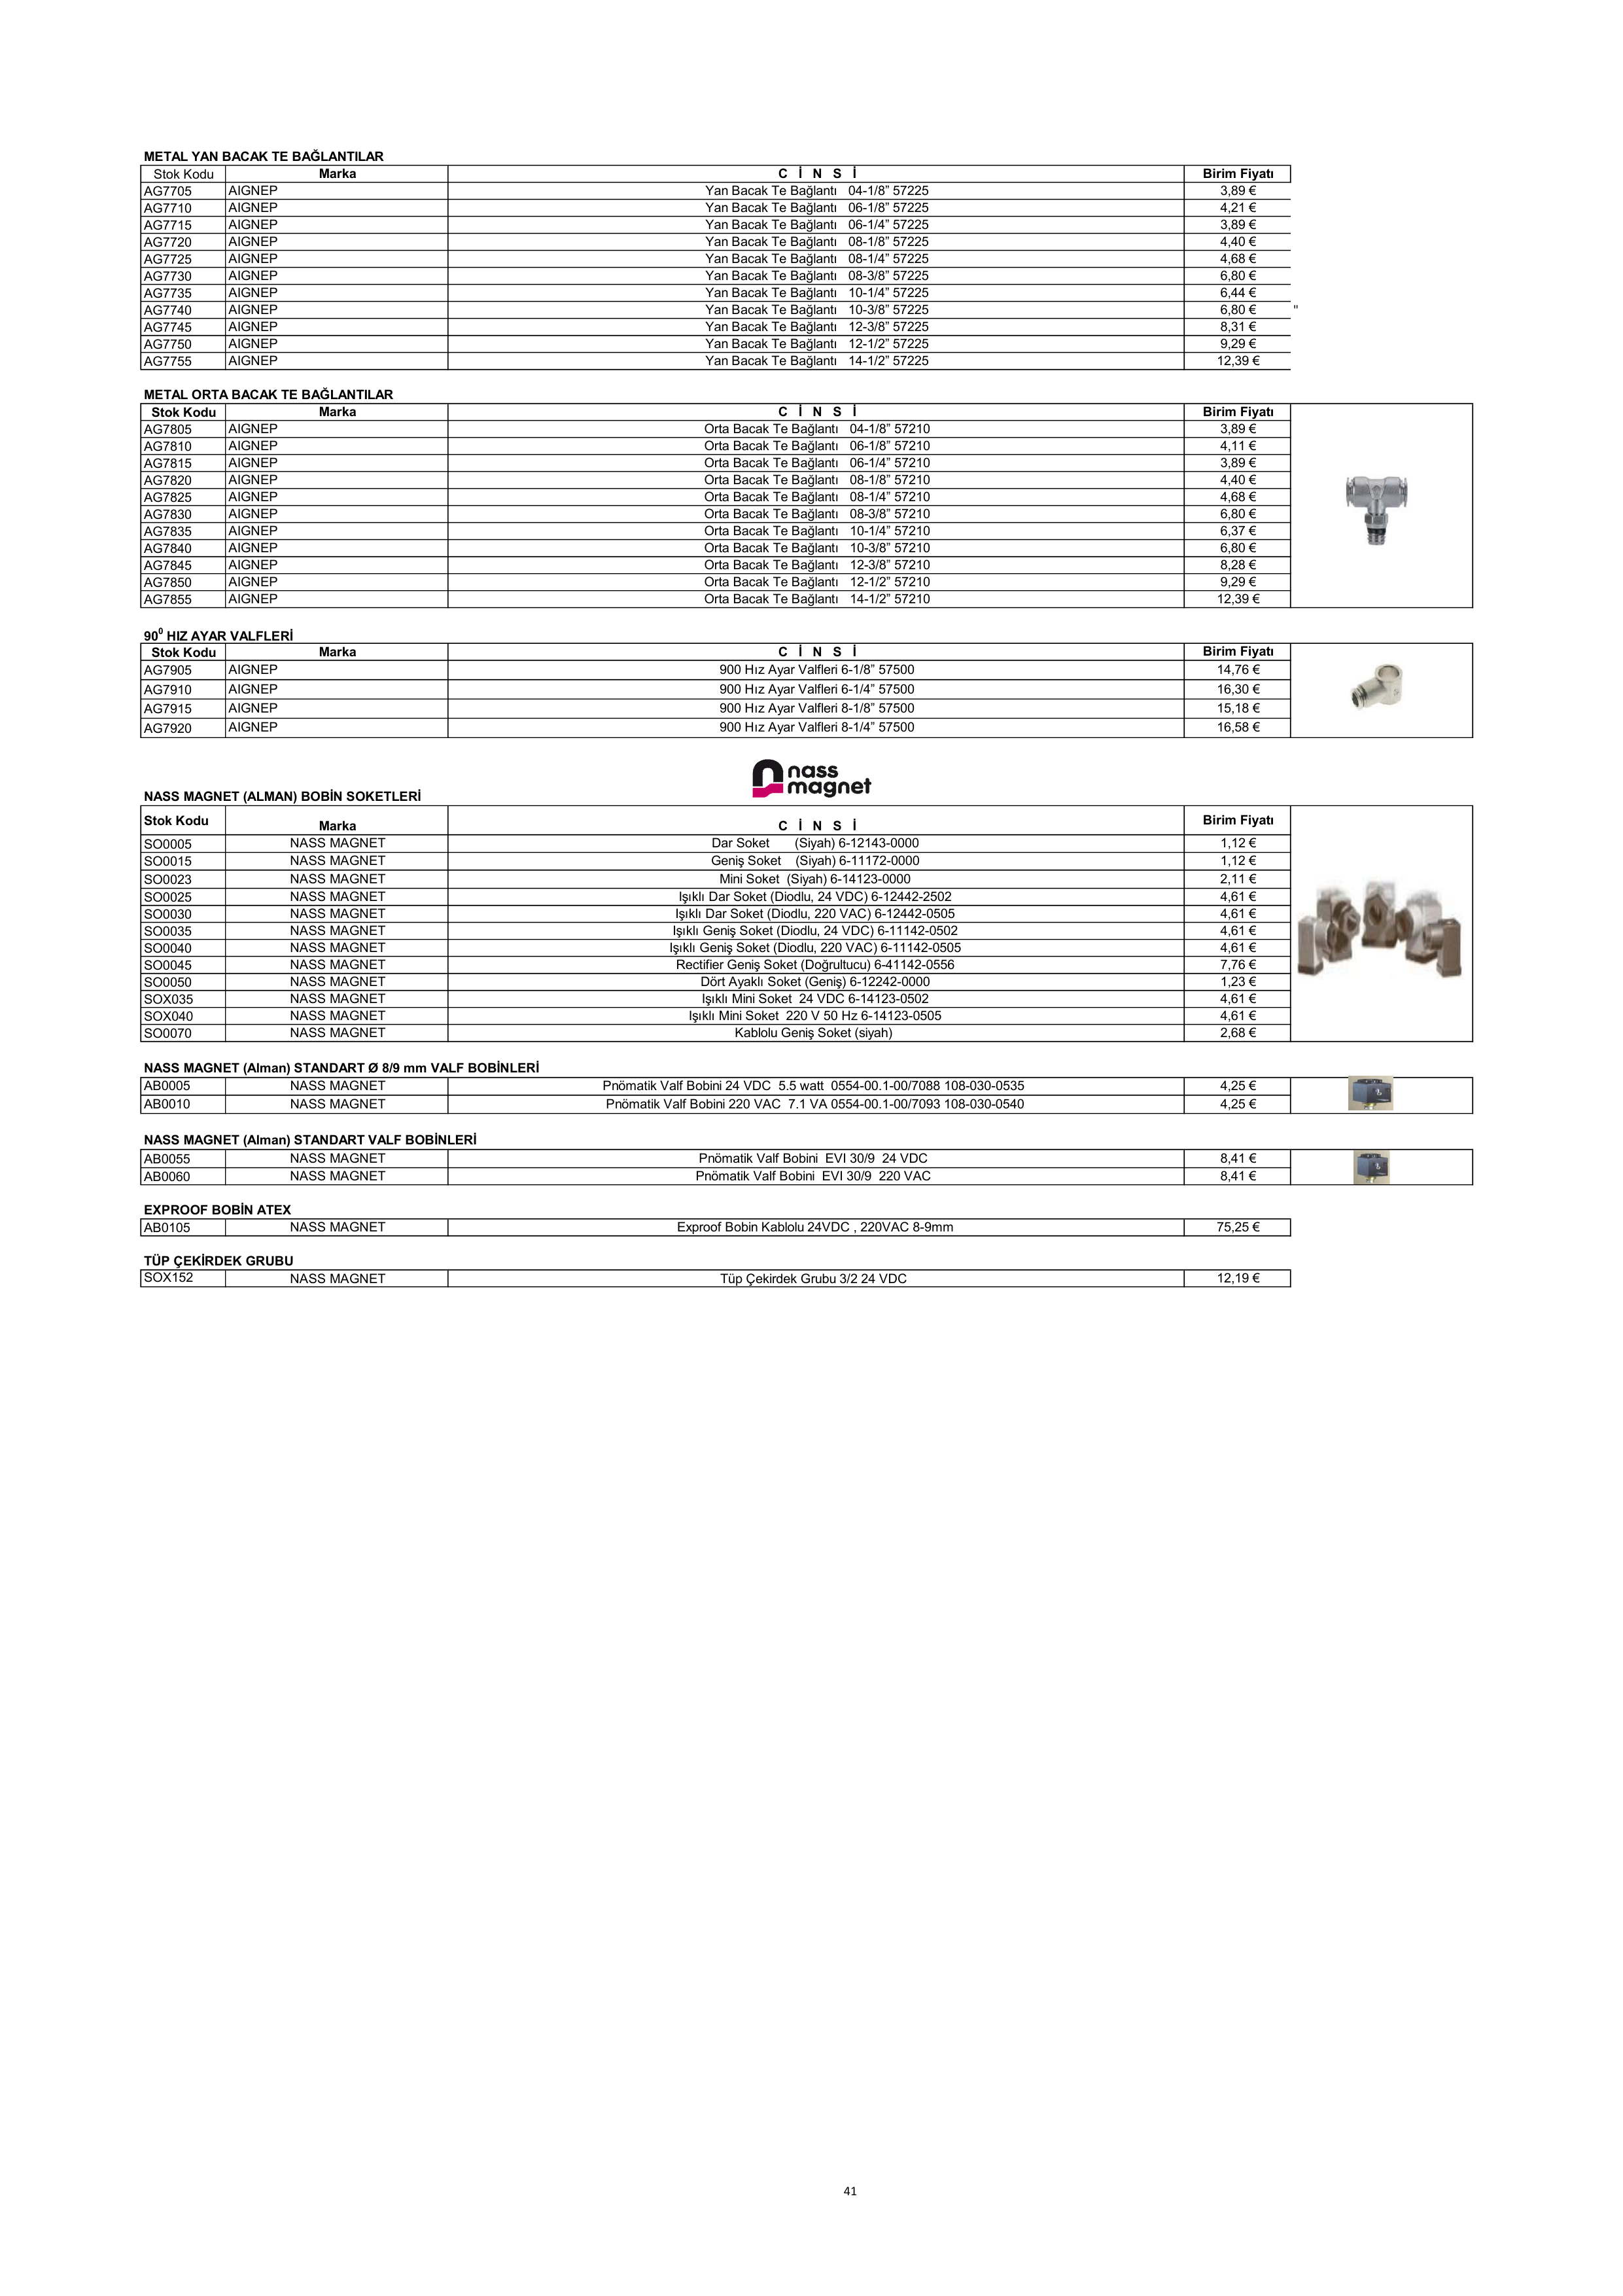 METAL YAN BACAK TE BAĞLANTILAR
Stok Kodu Marka C İ N S İ Birim Fiyatı
AG7705 AIGNEP Yan Bacak Te Bağlantı 04-1/8” 57225 3,89 €
AG7710 AIGNEP Yan Bacak Te Bağlantı 06-1/8” 57225 4,21 €
AG7715 AIGNEP Yan Bacak Te Bağlantı 06-1/4” 57225 3,89 €
AG7720 AIGNEP Yan Bacak Te Bağlantı 08-1/8” 57225 4,40 €
AG7725 AIGNEP Yan Bacak Te Bağlantı 08-1/4” 57225 4,68 €
AG7730 AIGNEP Yan Bacak Te Bağlantı 08-3/8” 57225 6,80 €
AG7735 AIGNEP Yan Bacak Te Bağlantı 10-1/4” 57225 6,44 €
AG7740 AIGNEP Yan Bacak Te Bağlantı 10-3/8” 57225 6,80 € "
AG7745 AIGNEP Yan Bacak Te Bağlantı 12-3/8” 57225 8,31 €
AG7750 AIGNEP Yan Bacak Te Bağlantı 12-1/2” 57225 9,29 €
AG7755 AIGNEP Yan Bacak Te Bağlantı 14-1/2” 57225 12,39 €
METAL ORTA BACAK TE BAĞLANTILAR
Stok Kodu Marka C İ N S İ Birim Fiyatı
AG7805 AIGNEP Orta Bacak Te Bağlantı 04-1/8” 57210 3,89 €
AG7810 AIGNEP Orta Bacak Te Bağlantı 06-1/8” 57210 4,11 €
AG7815 AIGNEP Orta Bacak Te Bağlantı 06-1/4” 57210 3,89 €
AG7820 AIGNEP Orta Bacak Te Bağlantı 08-1/8” 57210 4,40 €
AG7825 AIGNEP Orta Bacak Te Bağlantı 08-1/4” 57210 4,68 €
AG7830 AIGNEP Orta Bacak Te Bağlantı 08-3/8” 57210 6,80 €
AG7835 AIGNEP Orta Bacak Te Bağlantı 10-1/4” 57210 6,37 €
AG7840 AIGNEP Orta Bacak Te Bağlantı 10-3/8” 57210 6,80 €
AG7845 AIGNEP Orta Bacak Te Bağlantı 12-3/8” 57210 8,28 €
AG7850 AIGNEP Orta Bacak Te Bağlantı 12-1/2” 57210 9,29 €
AG7855 AIGNEP Orta Bacak Te Bağlantı 14-1/2” 57210 12,39 €
90⁰ HIZ AYAR VALFLERİ
Stok Kodu Marka C İ N S İ Birim Fiyatı
AG7905 AIGNEP 900 Hız Ayar Valfleri 6-1/8” 57500 14,76 €
AG7910 AIGNEP 900 Hız Ayar Valfleri 6-1/4” 57500 16,30 €
AG7915 AIGNEP 900 Hız Ayar Valfleri 8-1/8” 57500 15,18 €
AG7920 AIGNEP 900 Hız Ayar Valfleri 8-1/4” 57500 16,58 €
nass
magnet
NASS MAGNET (ALMAN) BOBİN SOKETLERİ
Stok Kodu Marka C İ N S İ Birim Fiyatı
SO0005 NASS MAGNET Dar Soket (Siyah) 6-12143-0000 1,12 €
SO0015 NASS MAGNET Geniş Soket (Siyah) 6-11172-0000 1,12 €
SO0023 NASS MAGNET Mini Soket (Siyah) 6-14123-0000 2,11 €
SO0025 NASS MAGNET Işıklı Dar Soket (Diodlu, 24 VDC) 6-12442-2502 4,61 €
SO0030 NASS MAGNET Işıklı Dar Soket (Diodlu, 220 VAC) 6-12442-0505 4,61 €
SO0035 NASS MAGNET Işıklı Geniş Soket (Diodlu, 24 VDC) 6-11142-0502 4,61 €
SO0040 NASS MAGNET Işıklı Geniş Soket (Diodlu, 220 VAC) 6-11142-0505 4,61 €
SO0045 NASS MAGNET Rectifier Geniş Soket (Doğrultucu) 6-41142-0556 7,76 €
SO0050 NASS MAGNET Dört Ayaklı Soket (Geniş) 6-12242-0000 1,23 €
SOX035 NASS MAGNET Işıklı Mini Soket 24 VDC 6-14123-0502 4,61 €
SOX040 NASS MAGNET Işıklı Mini Soket 220 V 50 Hz 6-14123-0505 4,61 €
SO0070 NASS MAGNET Kablolu Geniş Soket (siyah) 2,68 €
NASS MAGNET (Alman) STANDART Ø 8/9 mm VALF BOBİNLERİ
AB0005 NASS MAGNET Pnömatik Valf Bobini 24 VDC 5.5 watt 0554-00.1-00/7088 108-030-0535 4,25 €
AB0010 NASS MAGNET Pnömatik Valf Bobini 220 VAC 7.1 VA 0554-00.1-00/7093 108-030-0540 4,25 €
NASS MAGNET (Alman) STANDART VALF BOBİNLERİ
AB0055 NASS MAGNET Pnömatik Valf Bobini EVI 30/9 24 VDC 8,41 €
AB0060 NASS MAGNET Pnömatik Valf Bobini EVI 30/9 220 VAC 8,41 €
EXPROOF BOBİN ATEX
AB0105 NASS MAGNET Exproof Bobin Kablolu 24VDC , 220VAC 8-9mm 75,25 €
TÜP ÇEKİRDEK GRUBU
SOX152 NASS MAGNET Tüp Çekirdek Grubu 3/2 24 VDC 12,19 €
41